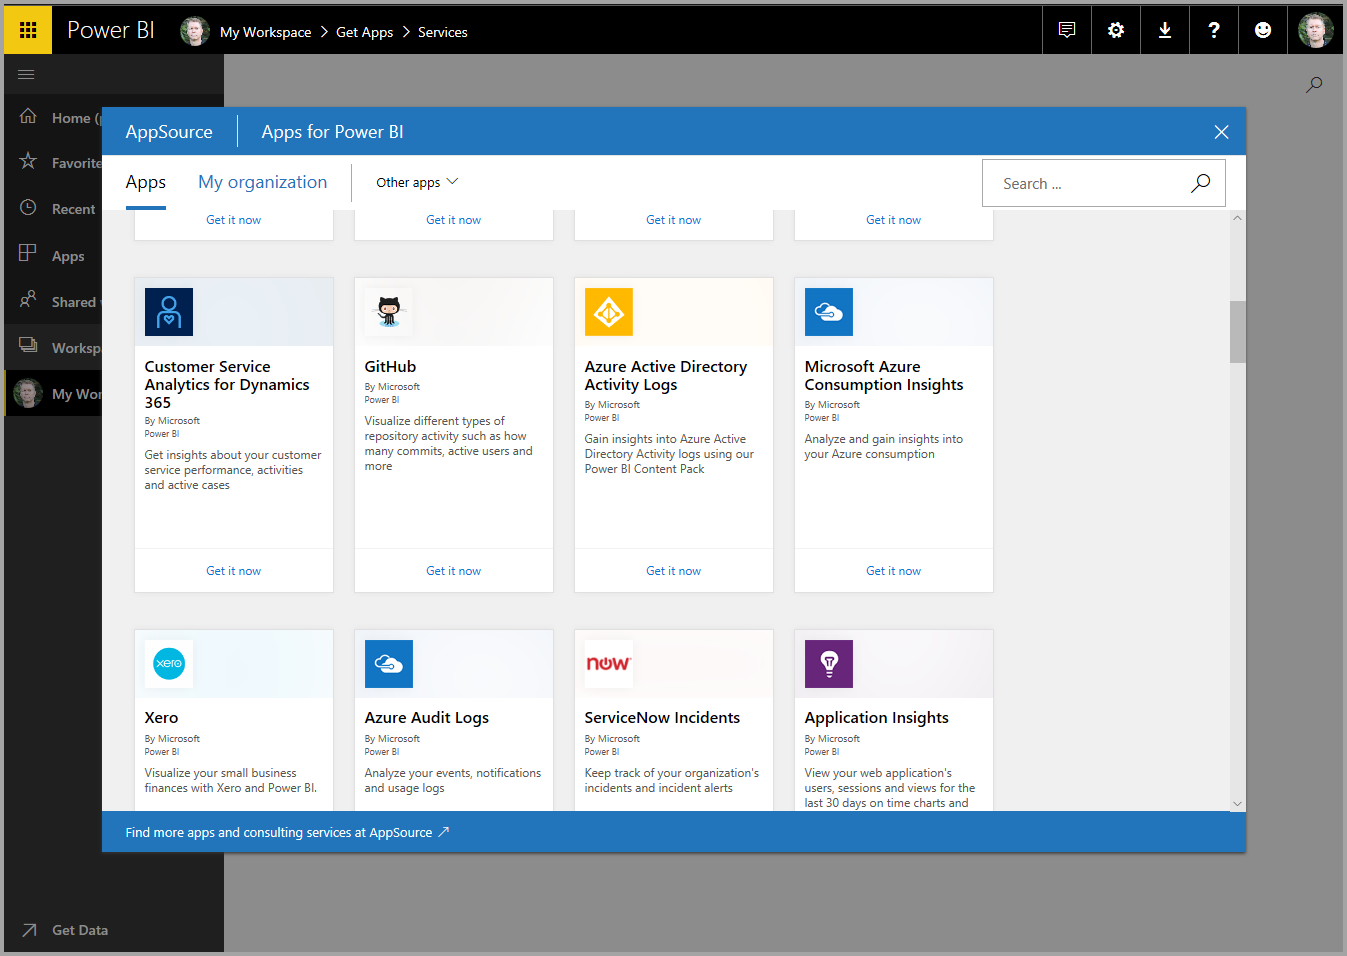 Power BI
My Workspace > Get Apps > Services
?
Home (p
Favorite
Recent
Apps
Shared
Worksp
My Wor
Get Data
AppSource
Apps for Power BI
Apps
My organization
Other apps
Search ...
Get it now
Get it now
Get it now
Get it now
Customer Service
Analytics for Dynamics
365
By Microsoft
Power BI
Get insights about your customer
service performance, activities
and active cases
Get it now
GitHub
By Microsoft
Power BI
Visualize different types of
repository activity such as how
many commits, active users and
more
Get it now
Azure Active Directory
Activity Logs
By Microsoft
Power BI
Gain insights into Azure Active
Directory Activity logs using our
Power BI Content Pack
Get it now
Microsoft Azure
Consumption Insights
By Microsoft
Power BI
Analyze and gain insights into
your Azure consumption
Get it now
xero
Xero
By Microsoft
Power BI
Visualize your small business
finances with Xero and Power BI.
Azure Audit Logs
By Microsoft
Power BI
Analyze your events, notifications
and usage logs
now
ServiceNow Incidents
By Microsoft
Power BI
Keep track of your organization's
incidents and incident alerts
Application Insights
By Microsoft
Power BI
View your web application's
users, sessions and views for the
last 30 days on time charts and
Find more apps and consulting services at AppSource